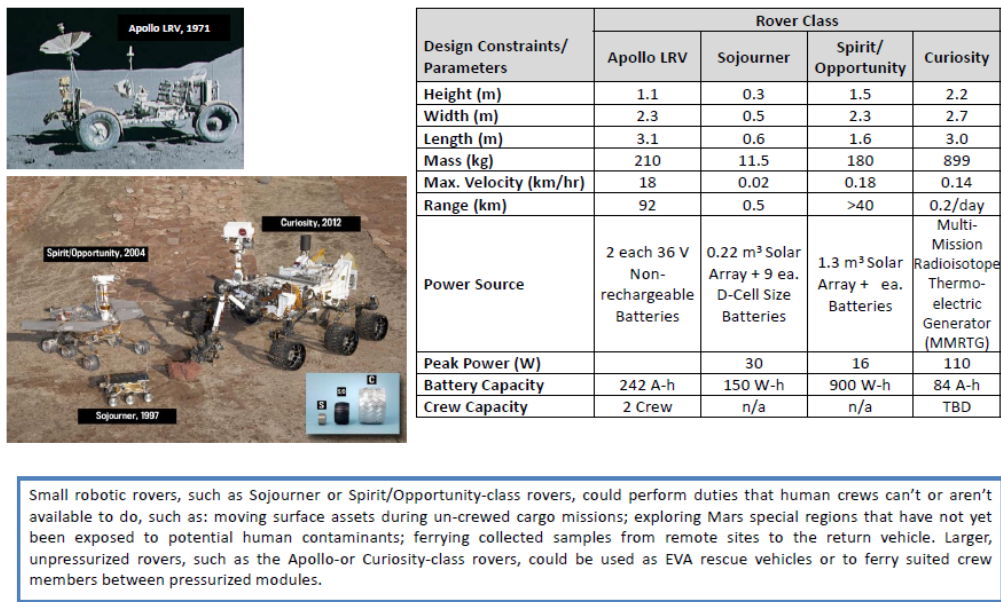 Apollo LRV, 1971
Curiosity, 2012
Spirit/Opportunity, 2004
Sojourner, 1997
S
C
Design Constraints/
Parameters
Rover Class
Apollo LRV
Sojourner
Spirit/
Opportunity
Curiosity
Height (m) 1.1 0.3 1.5 2.2
Width (m) 2.3 0.5 2.3 2.7
Length (m) 3.1 0.6 1.6 3.0
Mass (kg) 210 11.5 180 899
Max. Velocity (km/hr) 18 0.02 0.18 0.14
Range (km) 92 0.5 >40 0.2/day
Power Source
2 each 36 V
Non-
rechargeable
Batteries
0.22 m³ Solar
Array + 9 ea.
D-Cell Size
Batteries
1.3 m³ Solar
Array + ea.
Batteries
Multi-
Mission
Radioisotope
Thermo-
electric
Generator
(MMRTG)
Peak Power (W) 30 16 110
Battery Capacity 242 A-h 150 W-h 900 W-h 84 A-h
Crew Capacity 2 Crew n/a n/a TBD
Small robotic rovers, such as Sojourner or Spirit/Opportunity-class rovers, could perform duties that human crews can't or aren't
available to do, such as: moving surface assets during un-crewed cargo missions; exploring Mars special regions that have not yet
been exposed to potential human contaminants; ferrying collected samples from remote sites to the return vehicle. Larger,
unpressurized rovers, such as the Apollo-or Curiosity-class rovers, could be used as EVA rescue vehicles or to ferry suited crew
members between pressurized modules.